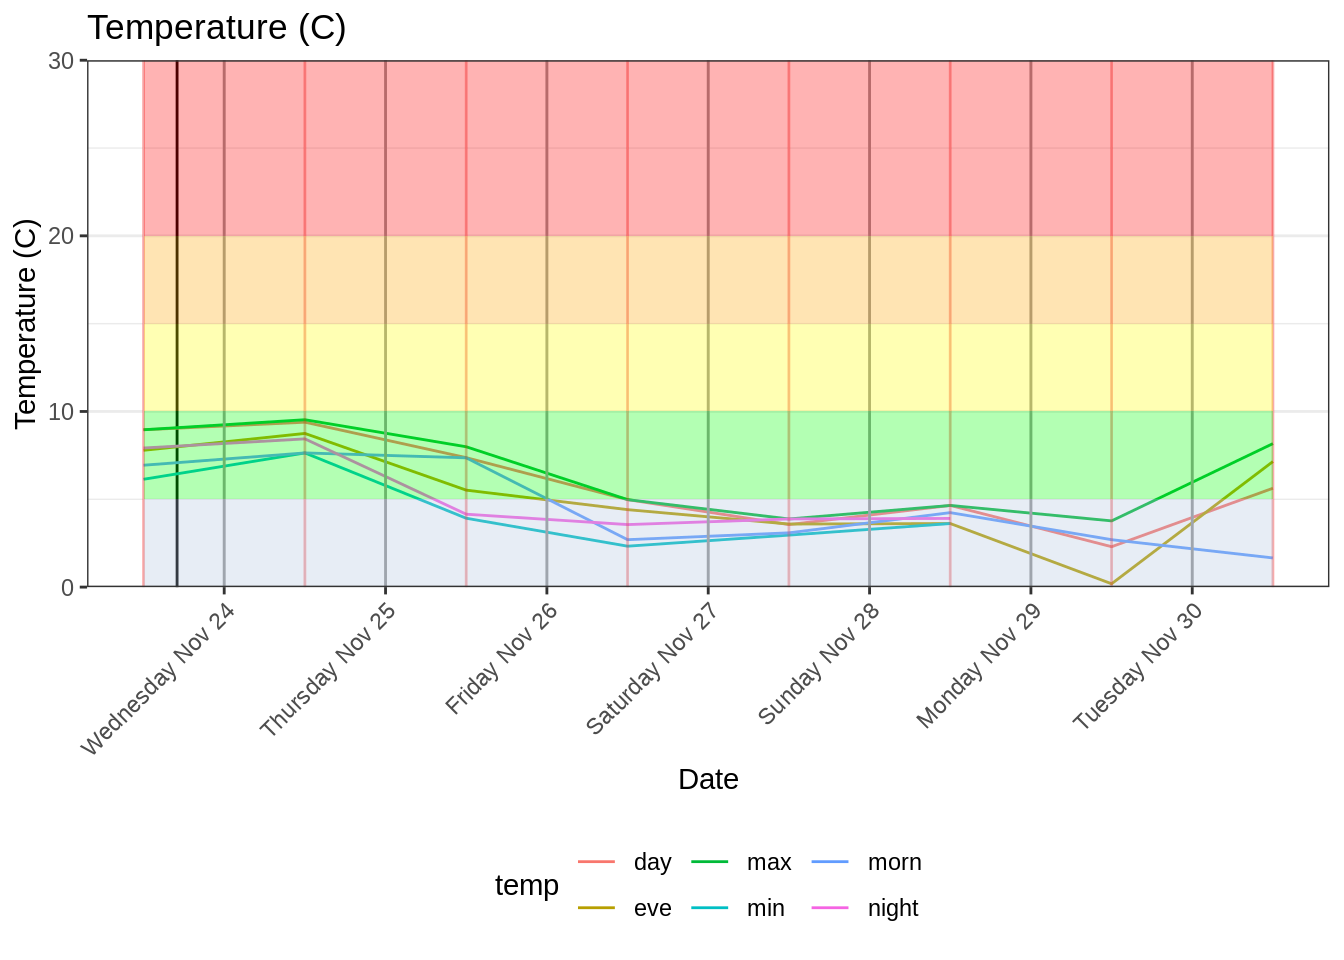 Temperature (C)
30
20
10
0
Temperature (C)
Wednesday Nov 24
Thursday Nov 25
Friday Nov 26
Saturday Nov 27
Sunday Nov 28
Monday Nov 29
Tuesday Nov 30
Date
temp
day max morn
eve min night